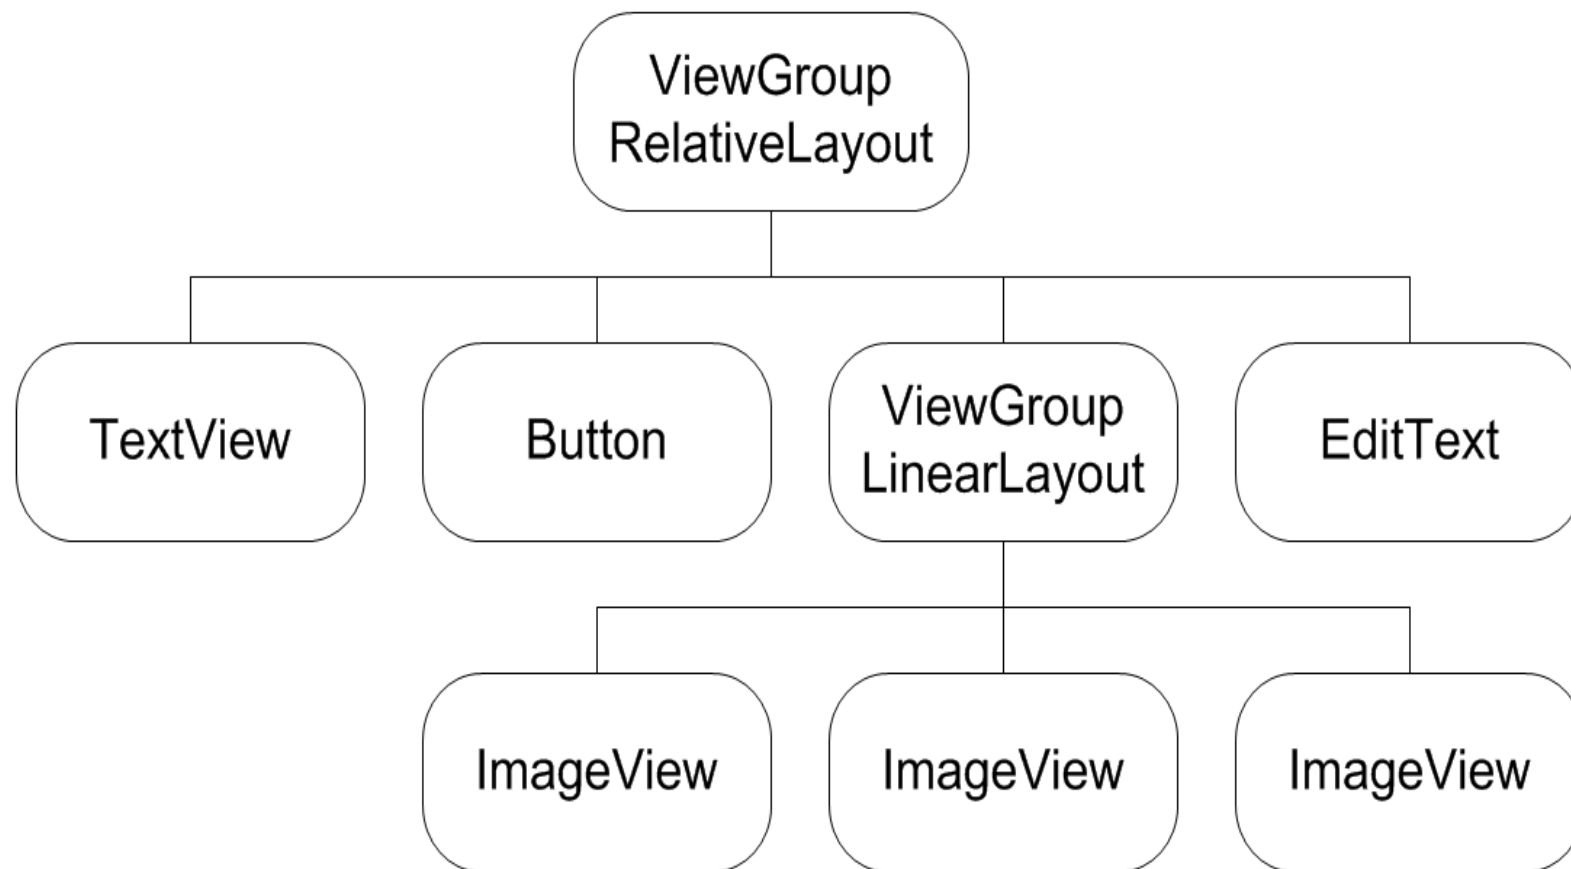 ViewGroup
RelativeLayout
TextView
Button
ViewGroup
LinearLayout
EditText
ImageView
ImageView
ImageView